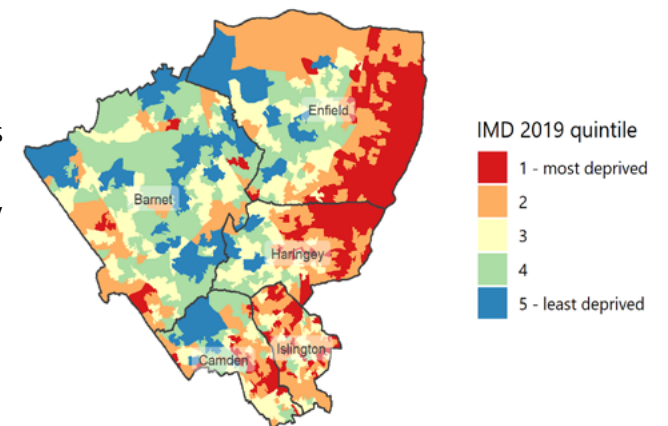 Enfield
Barnet
Haringey
Camden
Islington
IMD 2019 quintile
1 - most deprived
2
3
4
5 - least deprived